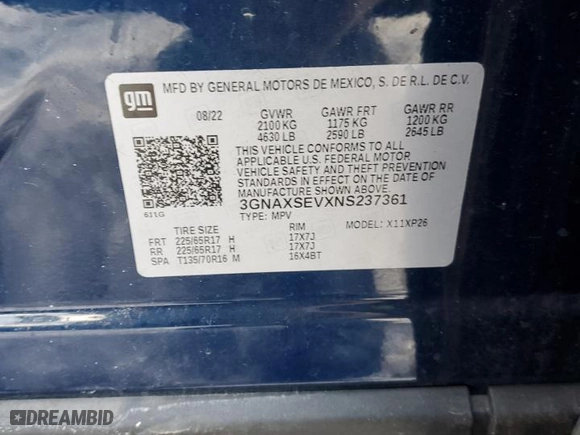 gm
MFD BY GENERAL MOTORS DE MEXICO, S. DE R.L. DE C.V.
08/22 GVWR GAWR FRT GAWR RR
2100 KG 1175 KG 1200 KG
4630 LB 2590 LB 2645 LB
THIS VEHICLE CONFORMS TO ALL
APPLICABLE U.S. FEDERAL MOTOR
VEHICLE SAFETY AND THEFT PREVENTION
STANDARDS IN EFFECT ON THE DATE OF
MANUFACTURE SHOWN ABOVE.
3GNAXSEVXNS237361
611G TYPE: MPV MODEL: X11XP26
TIRE SIZE RIM
FRT 225/65R17 H 17X7J
RR 225/65R17 H 17X7J
SPA T135/70R16 M 16X4BT
DREAMBID